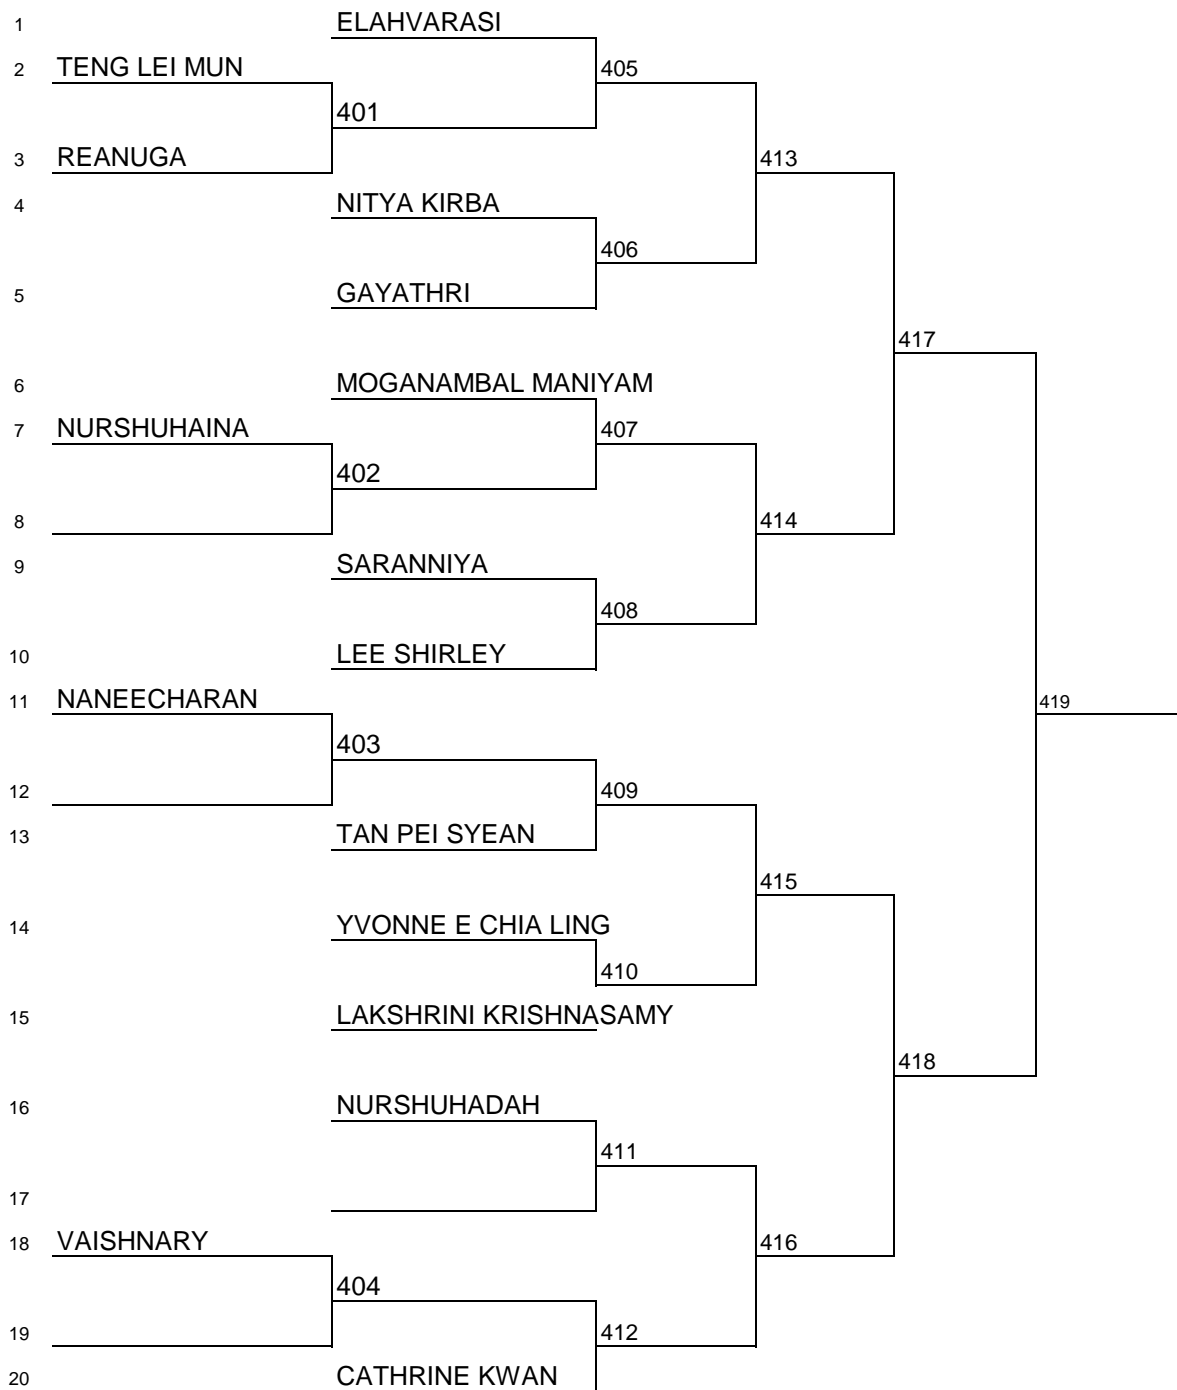 1 ELAHVARASI
2 TENG LEI MUN 405
401
3 REANUGA 413
4 NITYA KIRBA
406
5 GAYATHRI
417
6 MOGANAMBAL MANIYAM
7 NURSHUHAINA 407
402
8 414
9 SARANNIYA
408
10 LEE SHIRLEY
11 NANEECHARAN 419
403
12 409
13 TAN PEI SYEAN
415
14 YVONNE E CHIA LING
410
15 LAKSHRINI KRISHNASAMY
418
16 NURSHUHADAH
411
17
18 VAISHNARY 416
404
19 412
20 CATHRINE KWAN